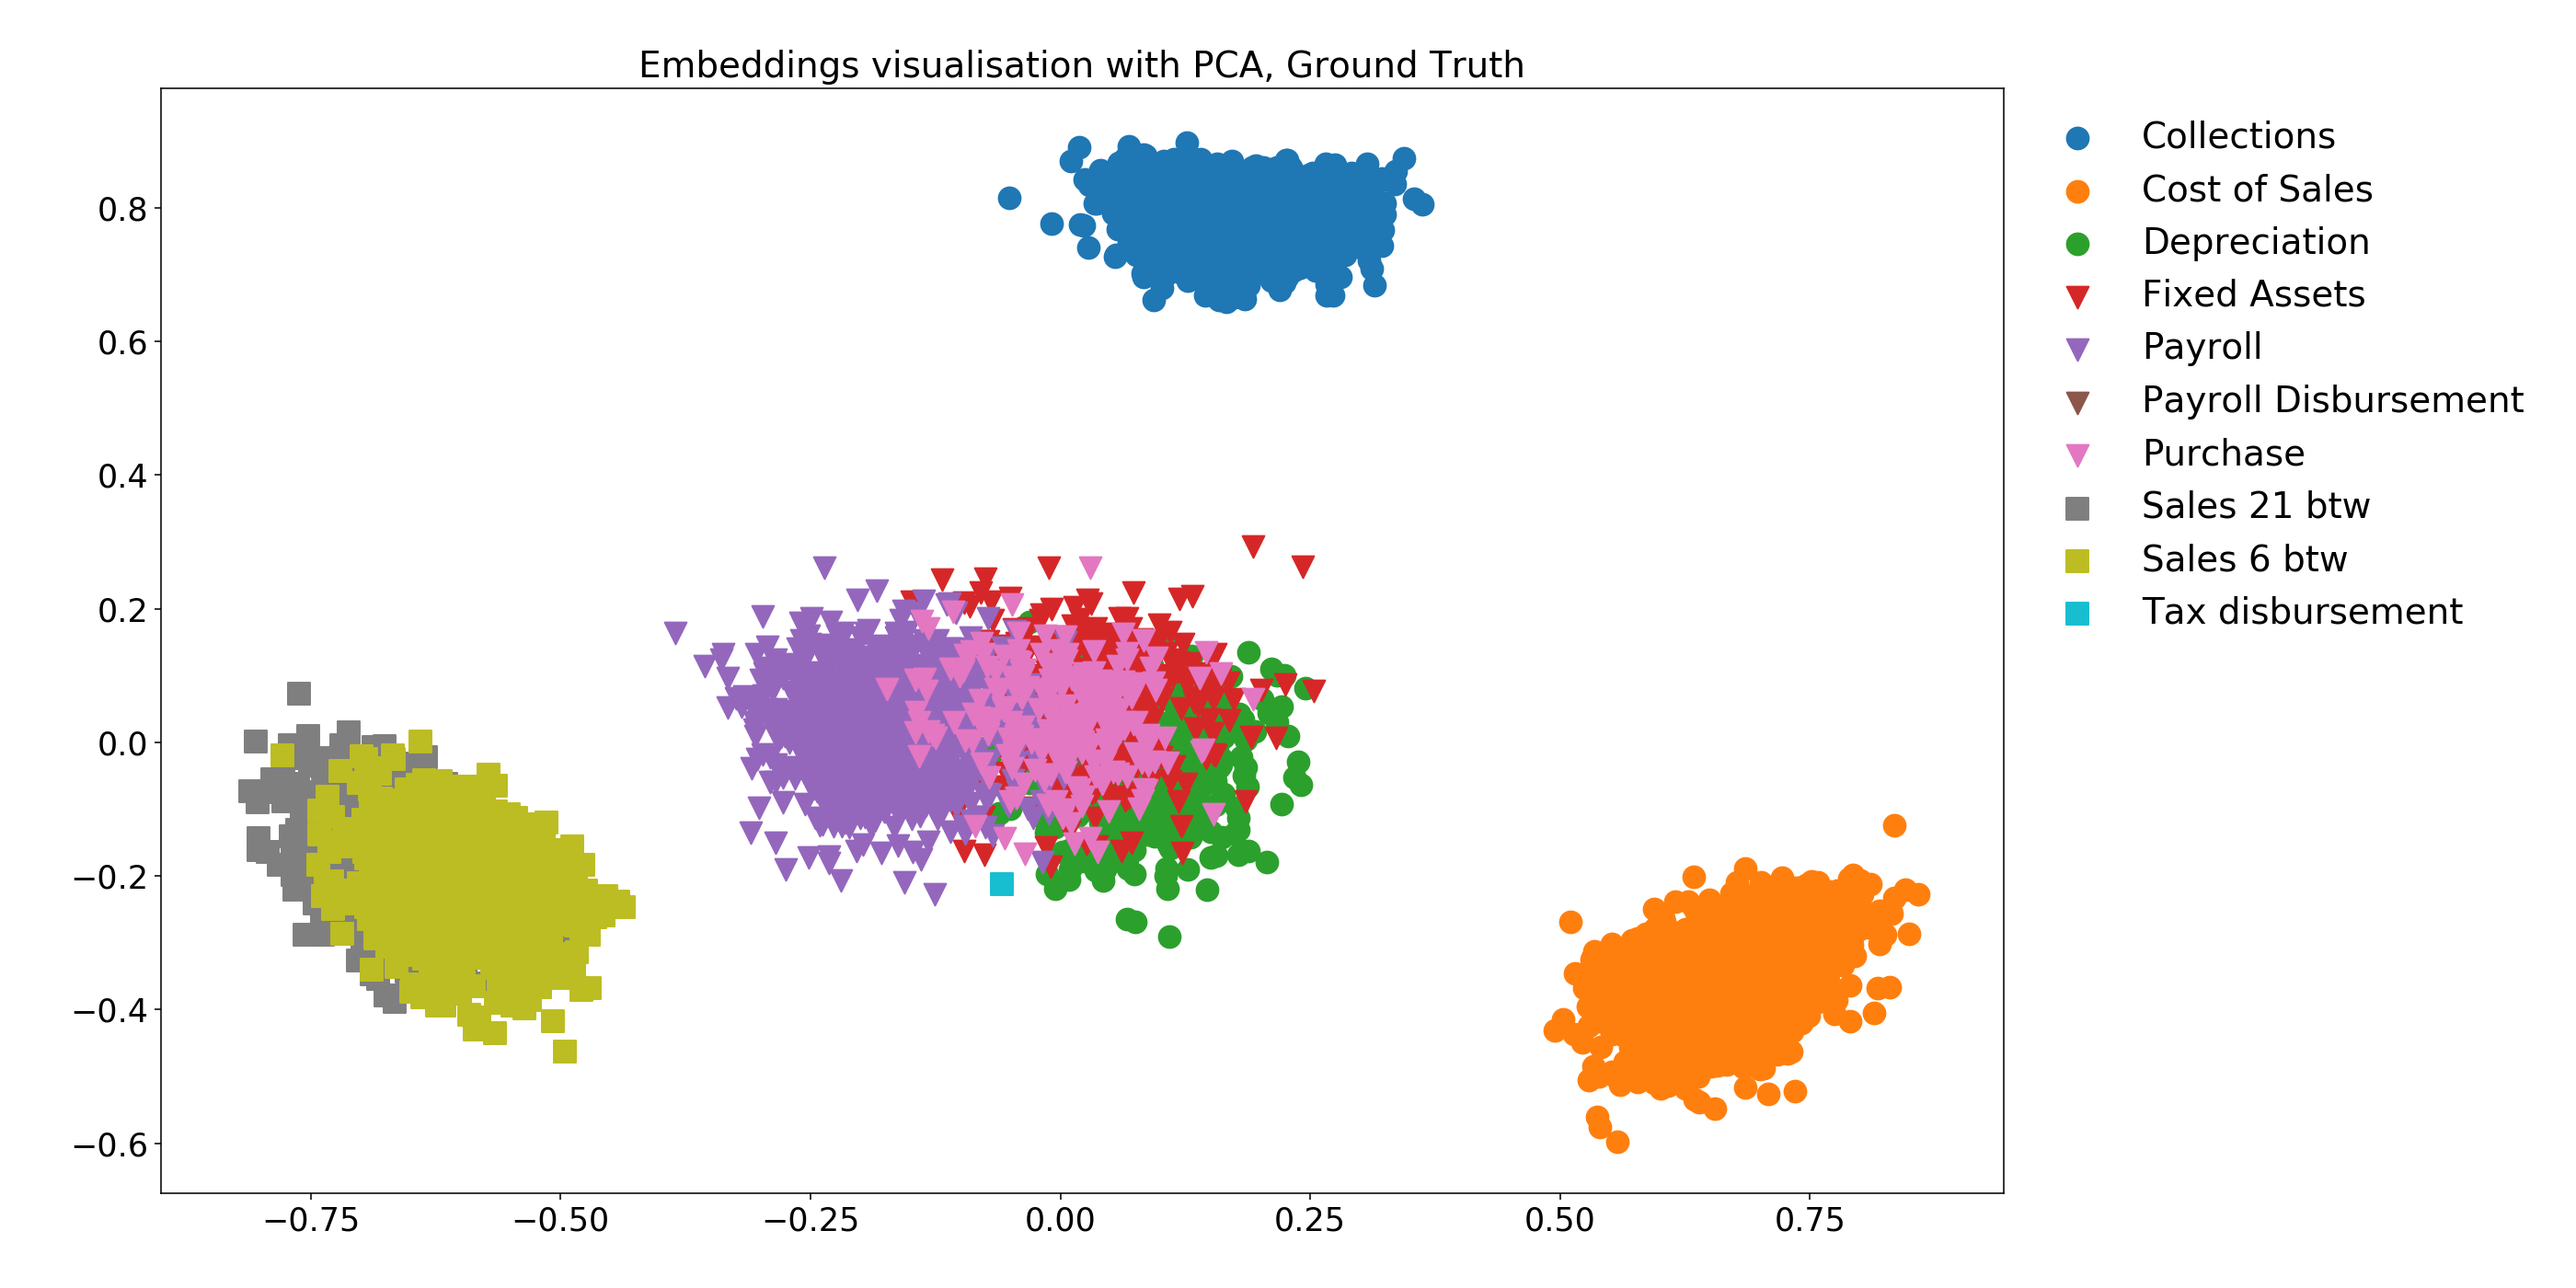 Embeddings visualisation with PCA, Ground Truth
0.8
0.6
0.4
0.2
0.0
−0.2
−0.4
−0.6
−0.75 −0.50 −0.25 0.00 0.25 0.50 0.75
Collections
Cost of Sales
Depreciation
Fixed Assets
Payroll
Payroll Disbursement
Purchase
Sales 21 btw
Sales 6 btw
Tax disbursement